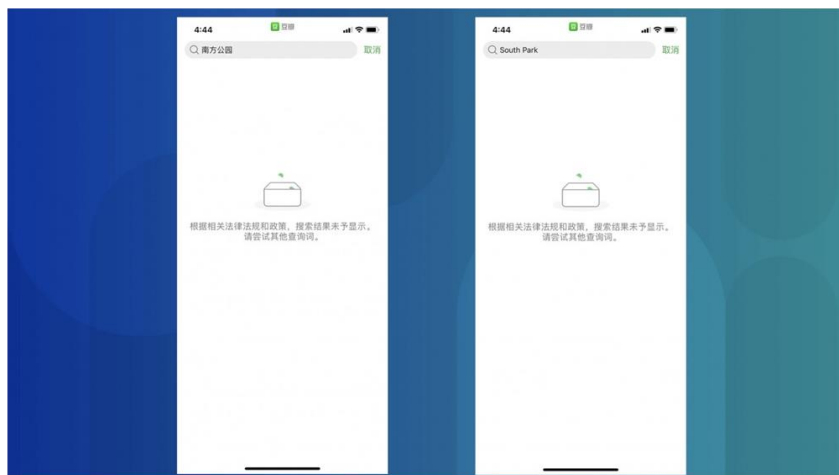 4:44
豆瓣
南方公园
取消
根据相关法律法规和政策，搜索结果未予显示。
请尝试其他查询词。
4:44
豆瓣
South Park
取消
根据相关法律法规和政策，搜索结果未予显示。
请尝试其他查询词。